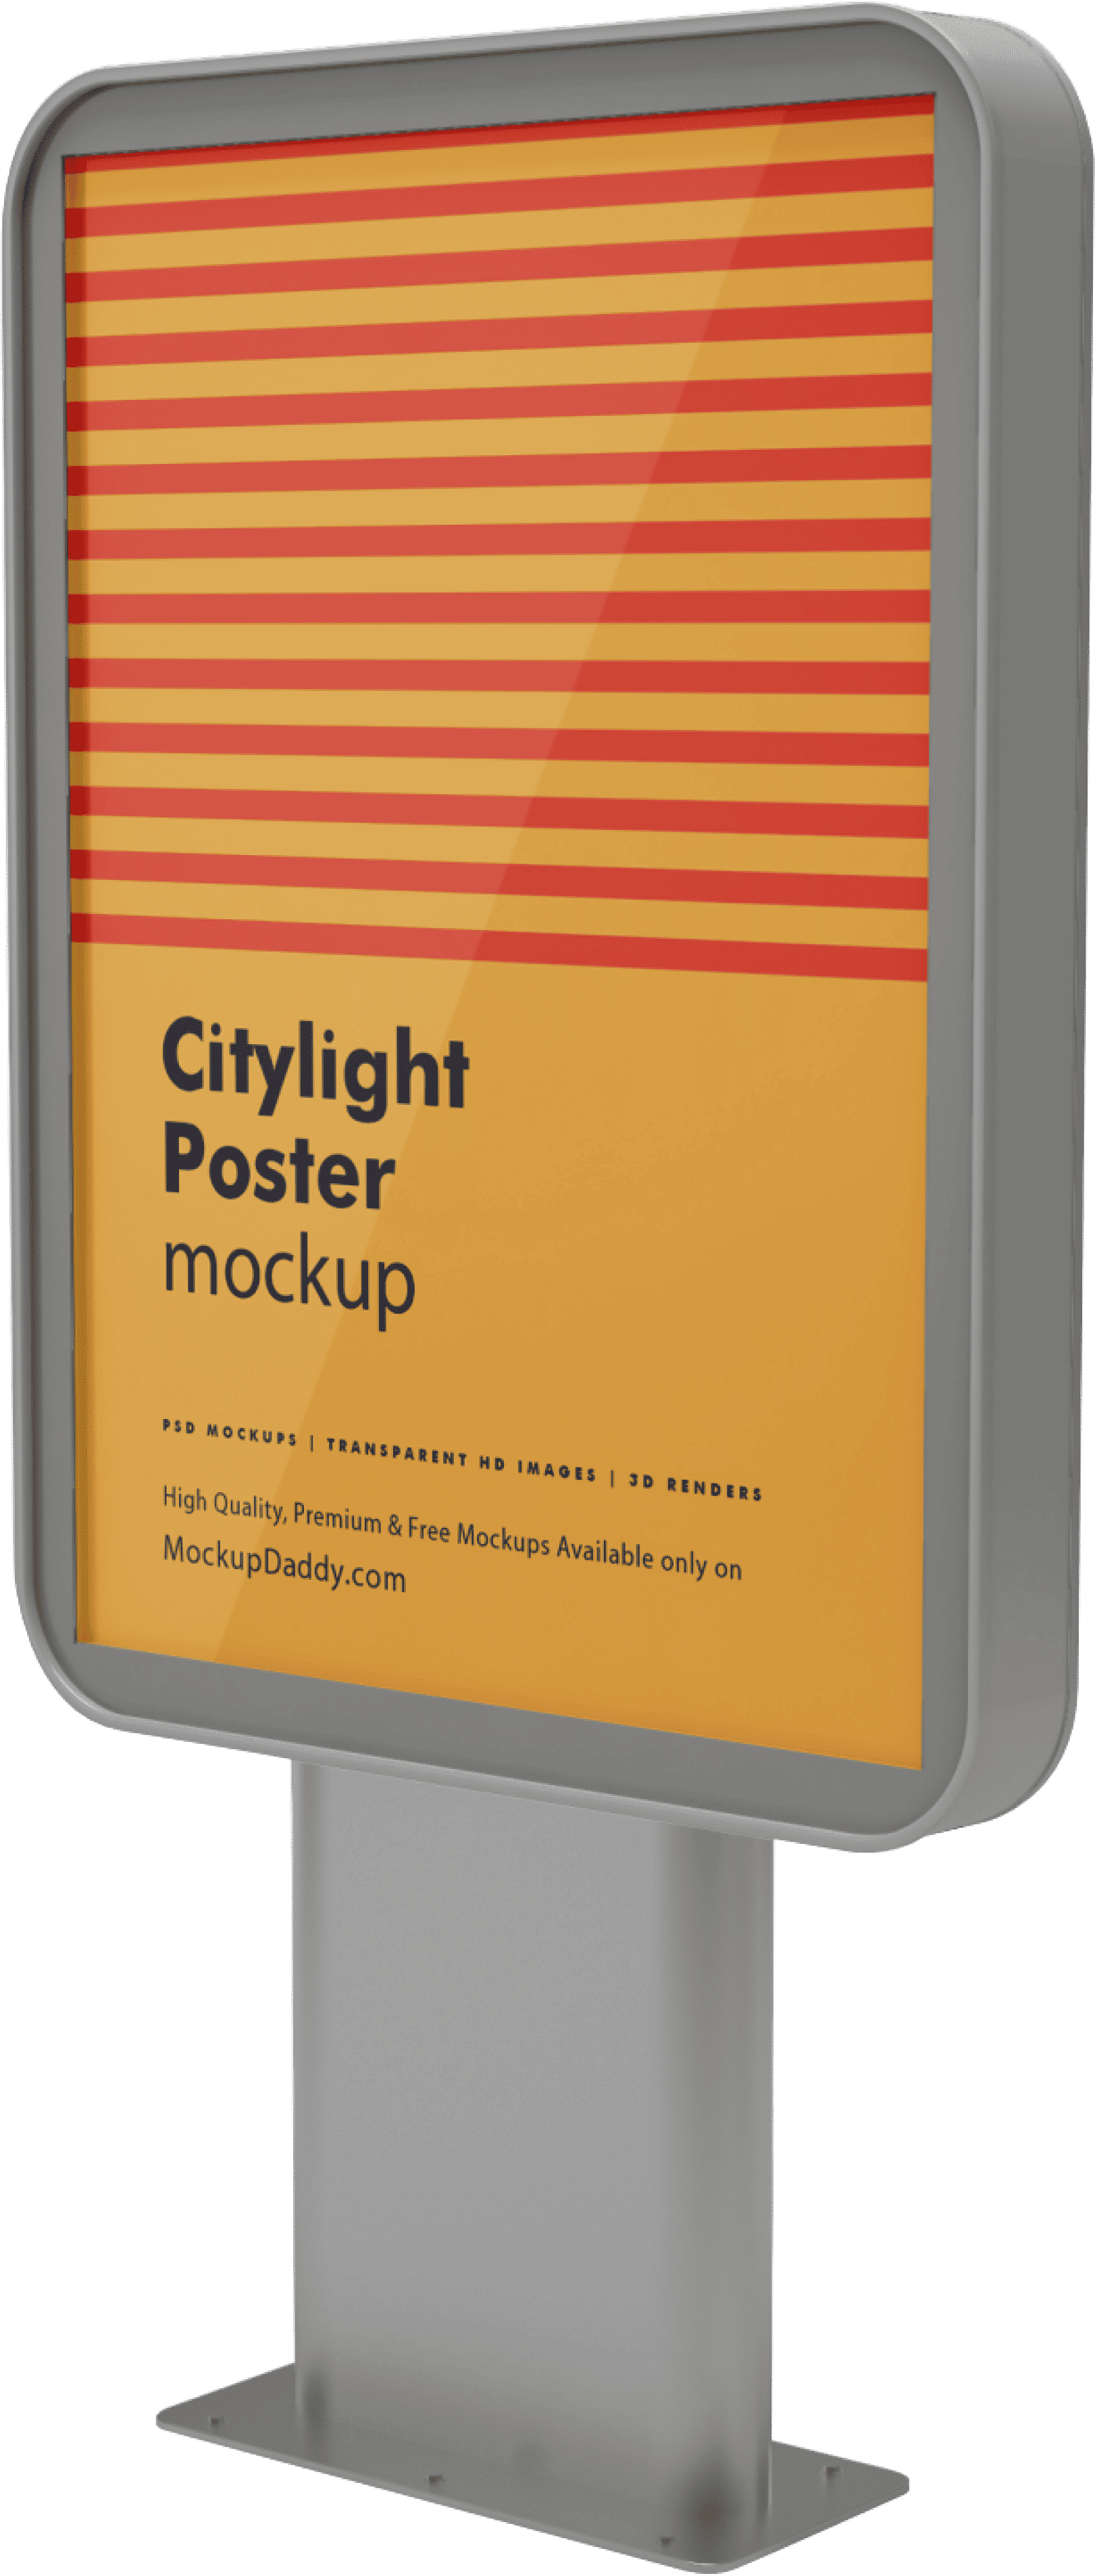 Citylight
Poster
mockup
PSD MOCKUPS | TRANSPARENT HD IMAGES | 3D RENDERS
High Quality, Premium & Free Mockups Available only on
MockupDaddy.com